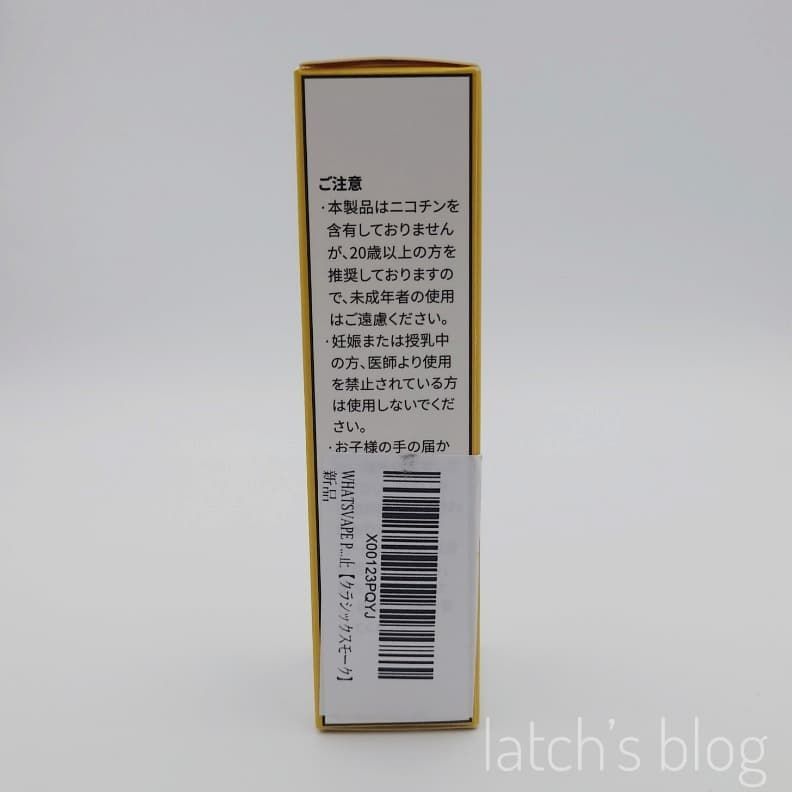 ご注意
・本製品はニコチンを
含有しておりません
が、20歳以上の方を
推奨しておりますの
で、未成年者の使用
はご遠慮ください。
・妊娠または授乳中
の方、医師より使用
を禁止されている方
は使用しないでくだ
さい。
・お子様の手の届か
X00123PQYJ
WHATSVAPE P...止【クラシックスモーク】
新品
latch's blog